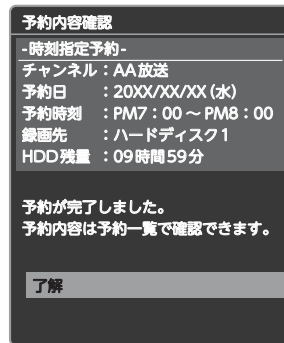 予約内容確認
-時刻指定予約-
チャンネル：AA放送
予約日　：20XX/XX/XX (水)
予約時刻　：PM7：00～PM8：00
録画先　：ハードディスク1
HDD残量　：09時間59分
予約が完了しました。
予約内容は予約一覧で確認できます。
了解